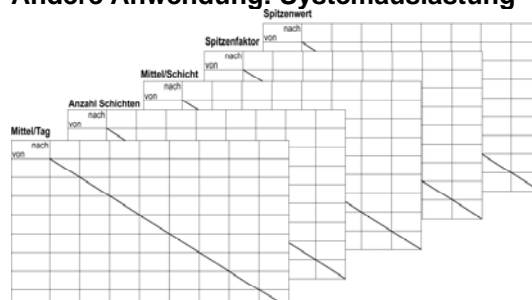 Andere Anwendung: Systemauslastung
Spitzenwert
nach
Spitzenfaktor
nach
von
Mittel/Schicht
nach
von
Anzahl Schichten
nach
von
Mittel/Tag
nach
von